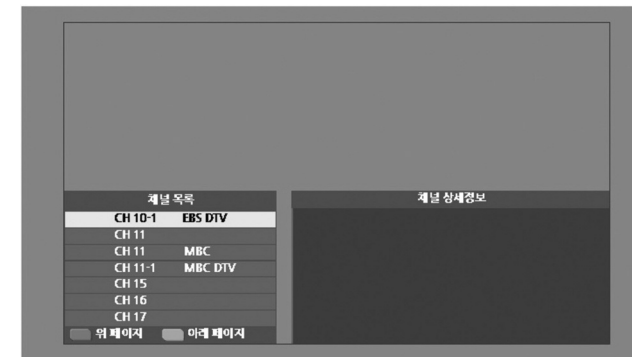 채널 목록
CH 10-1 EBS DTV
CH 11
CH 11 MBC
CH 11-1 MBC DTV
CH 15
CH 16
CH 17
위 페이지 아래 페이지
채널 상세정보